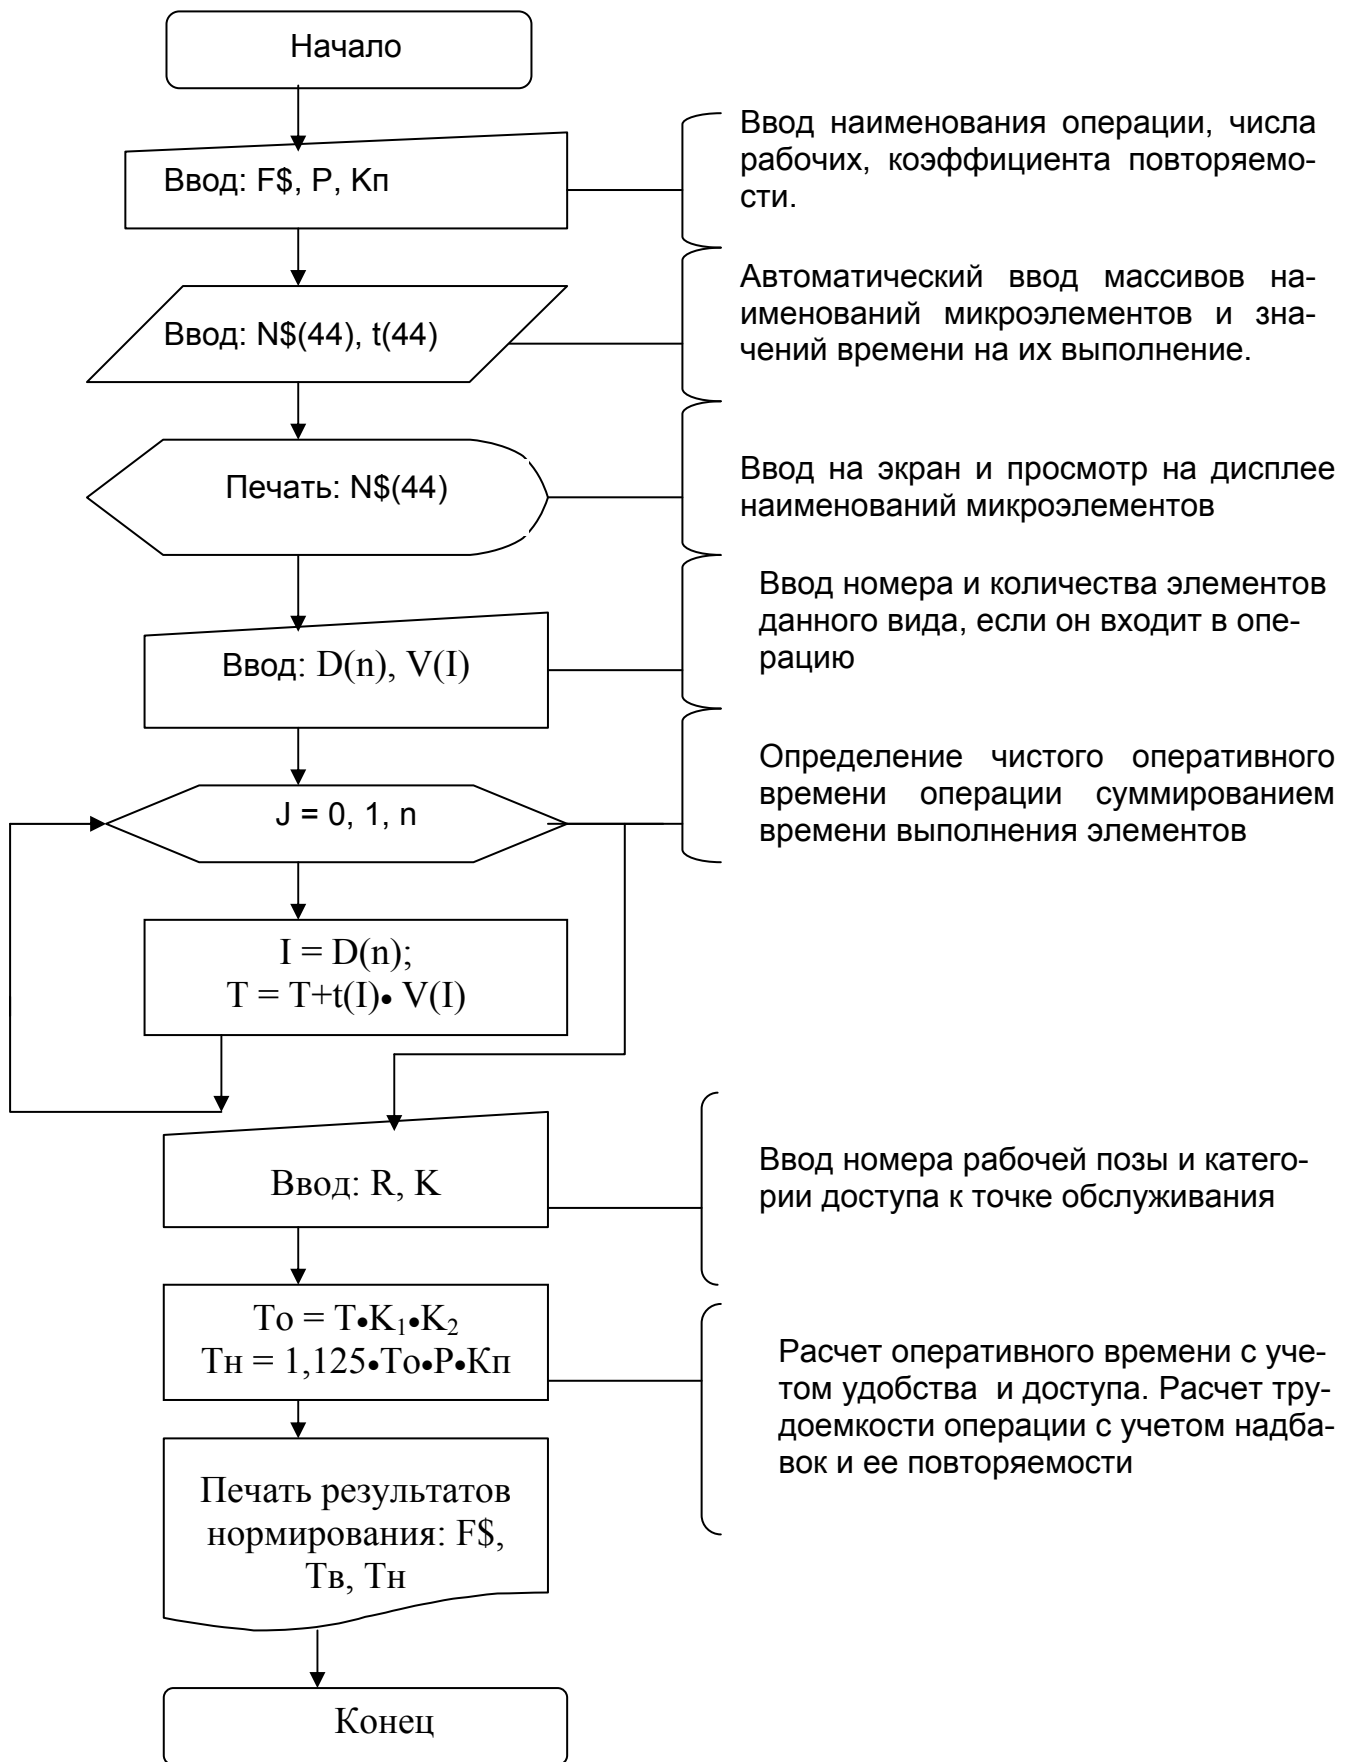 Начало
Ввод наименования операции, числа
рабочих, коэффициента повторяемо-
сти.
Ввод: F$, P, Кп
Автоматический ввод массивов на-
именований микроэлементов и зна-
чений времени на их выполнение.
Ввод: N$(44), t(44)
Печать: N$(44)
Ввод на экран и просмотр на дисплее
наименований микроэлементов
Ввод номера и количества элементов
данного вида, если он входит в опе-
рацию
Ввод: D(n), V(I)
Определение чистого оперативного
времени операции суммированием
времени выполнения элементов
J = 0, 1, n
I = D(n);
T = T+t(I)• V(I)
Ввод номера рабочей позы и катего-
рии доступа к точке обслуживания
Ввод: R, K
То = T•K₁•K₂
Тн = 1,125•То•Р•Кп
Расчет оперативного времени с уче-
том удобства и доступа. Расчет тру-
доемкости операции с учетом надба-
вок и ее повторяемости
Печать результатов
нормирования: F$,
Тв, Тн
Конец